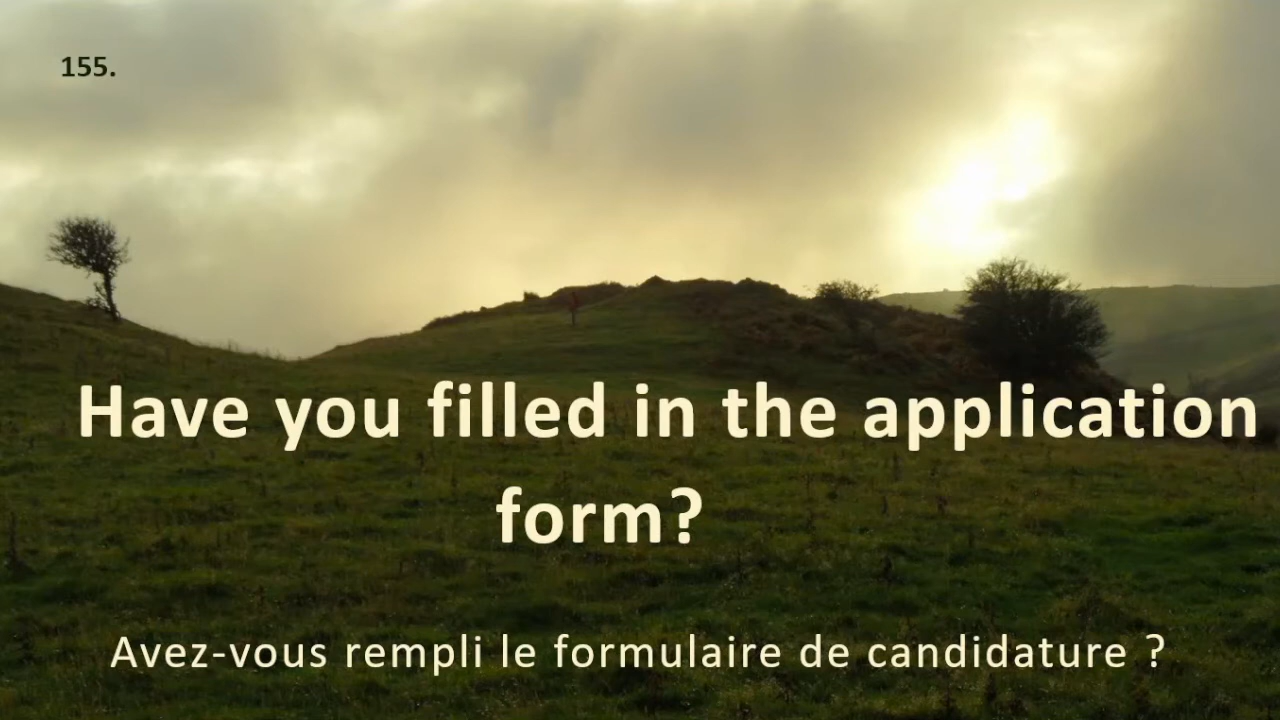 155.
Have you filled in the application
form?
Avez-vous rempli le formulaire de candidature ?